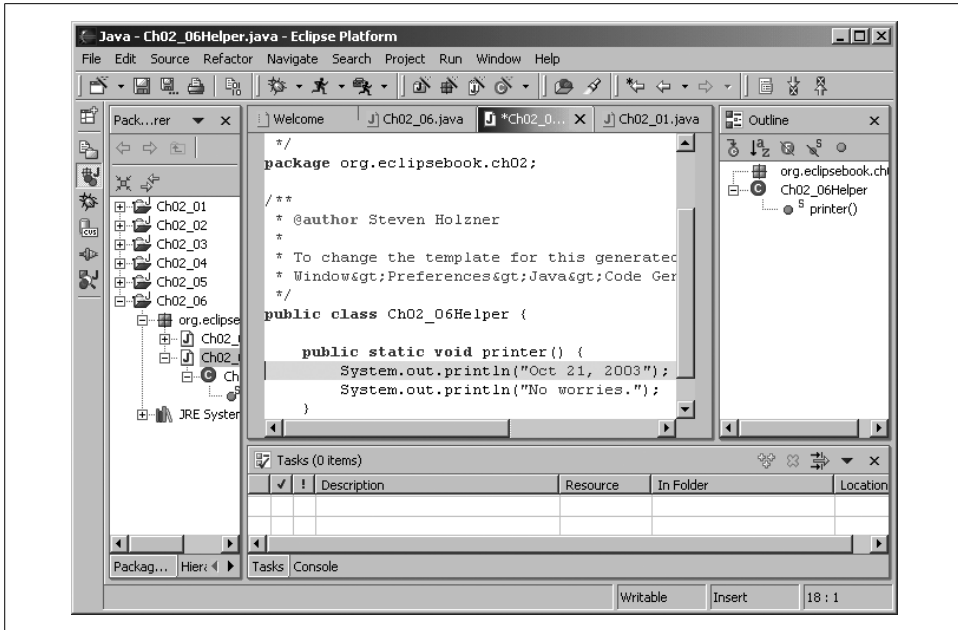 Java - Ch02_06Helper.java - Eclipse Platform
File Edit Source Refactor Navigate Search Project Run Window Help
Pack...rer
Welcome
Ch02_06.java
*Ch02_0...
Ch02_01.java
Outline
Ch02_01
Ch02_02
Ch02_03
Ch02_04
Ch02_05
Ch02_06
org.eclipse
Ch02_
Ch02_
Ch
JRE System
*/
package org.eclipsebook.ch02;
/**
* @author Steven Holzner
*
* To change the template for this generated
* Window&gt;Preferences&gt;Java&gt;Code Ger
*/
public class Ch02_06Helper {
public static void printer() {
System.out.println("Oct 21, 2003");
System.out.println("No worries.");
}
org.eclipsebook.ch
Ch02_06Helper
printer()
Tasks (0 items)
✓ ! Description Resource In Folder Location
Packag... Hiera
Tasks Console
Writable Insert 18 : 1